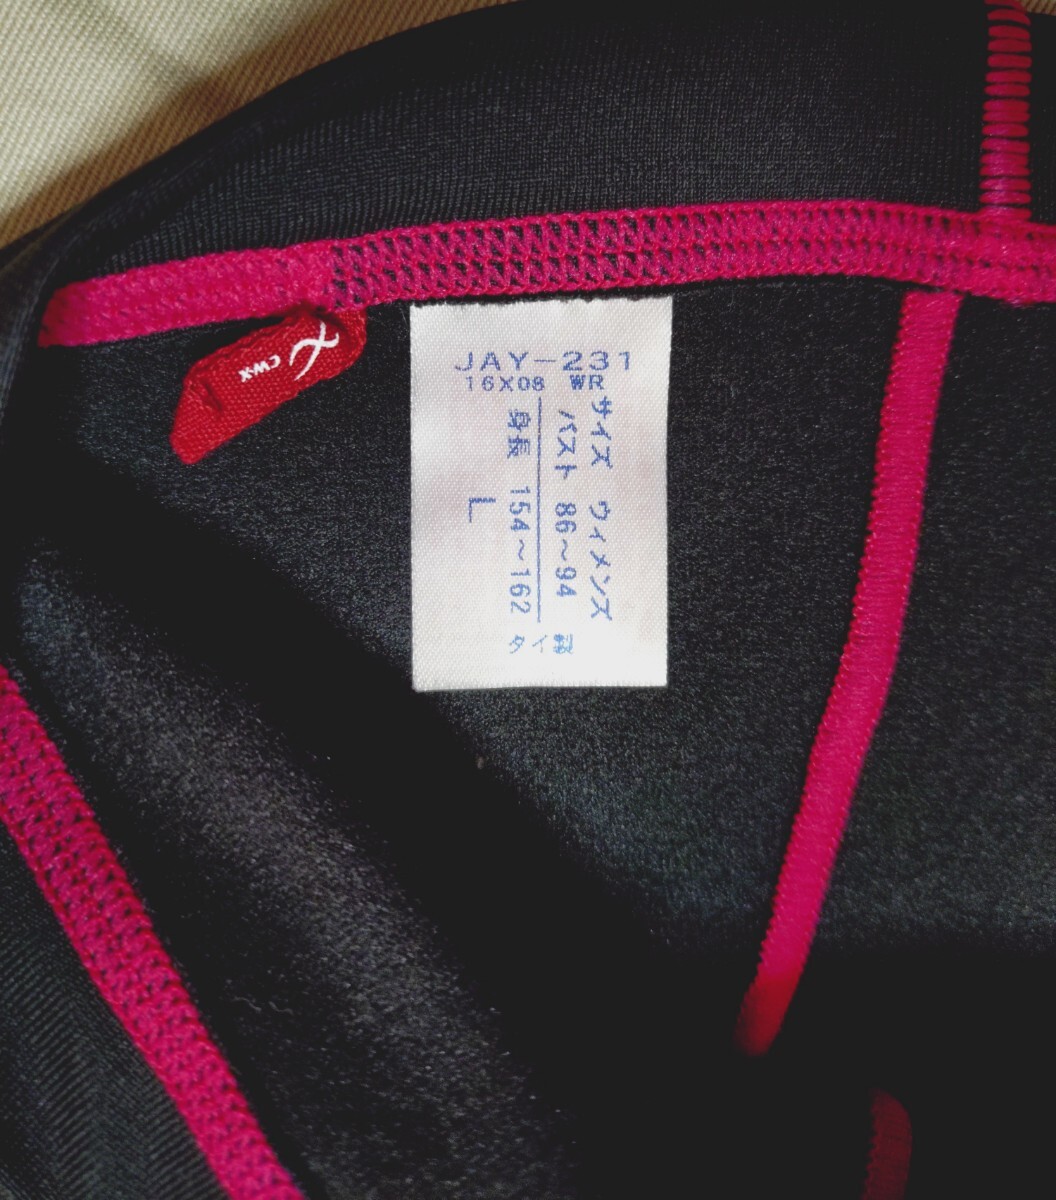 JAY-231
16X08 WR
サイズ ウィメンズ
バスト 86～94
身長 154～162
L
タイ製
CW-X